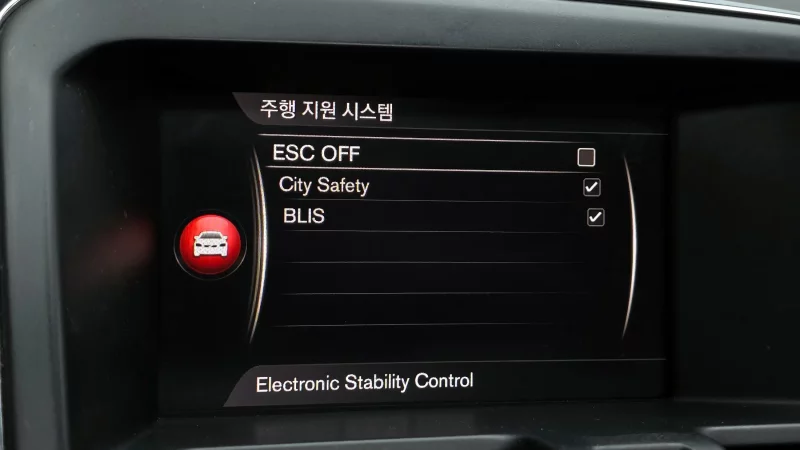 주행 지원 시스템
ESC OFF
City Safety
BLIS
Electronic Stability Control